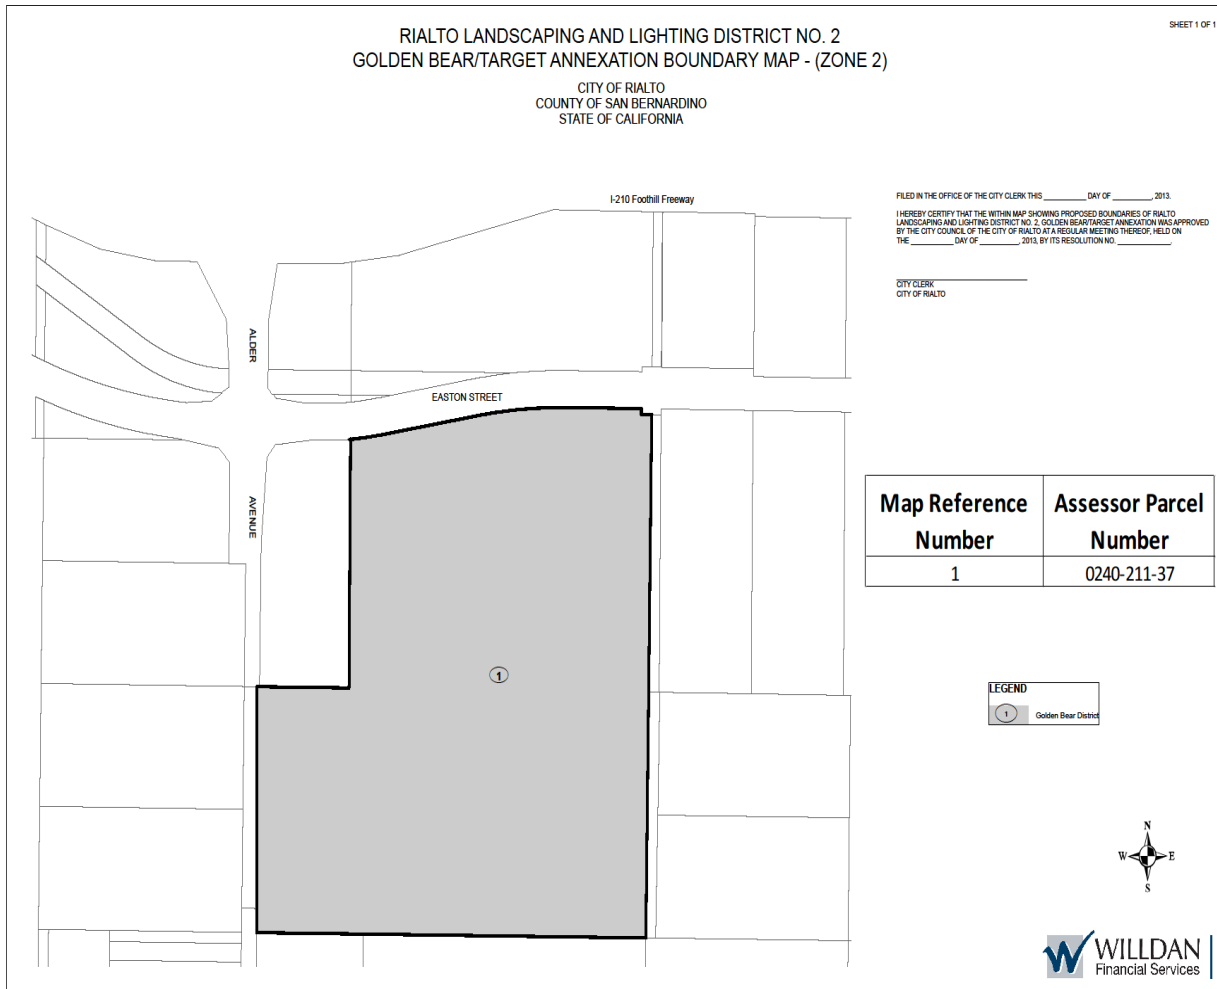 SHEET 1 OF 1
RIALTO LANDSCAPING AND LIGHTING DISTRICT NO. 2
GOLDEN BEAR/TARGET ANNEXATION BOUNDARY MAP - (ZONE 2)
CITY OF RIALTO
COUNTY OF SAN BERNARDINO
STATE OF CALIFORNIA
I-210 Foothill Freeway
FILED IN THE OFFICE OF THE CITY CLERK THIS __________ DAY OF _________, 2013.
I HEREBY CERTIFY THAT THE WITHIN MAP SHOWING PROPOSED BOUNDARIES OF RIALTO
LANDSCAPING AND LIGHTING DISTRICT NO. 2, GOLDEN BEAR/TARGET ANNEXATION WAS APPROVED
BY THE CITY COUNCIL OF THE CITY OF RIALTO AT A REGULAR MEETING THEREOF, HELD ON
THE __________ DAY OF _________, 2013, BY ITS RESOLUTION NO. ____________.
CITY CLERK
CITY OF RIALTO
ALDER
EASTON STREET
AVENUE
Map Reference Number
Assessor Parcel Number
1
0240-211-37
1
LEGEND
1 Golden Bear District
N
W E
S
WILLDAN
Financial Services